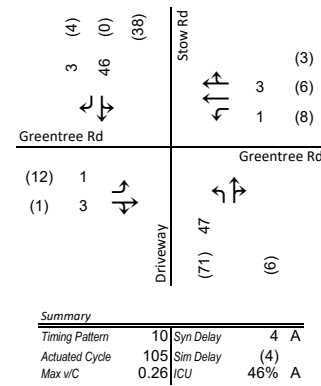 (4) (0) (38)
3 46
Stow Rd
(3)
3 (6)
1 (8)
Greentree Rd
Greentree Rd
(12) 1
(1) 3
Driveway
47
(71) (6)
Summary
Timing Pattern 10 Syn Delay 4 A
Actuated Cycle 105 Sim Delay (4)
Max v/C 0.26 ICU 46% A